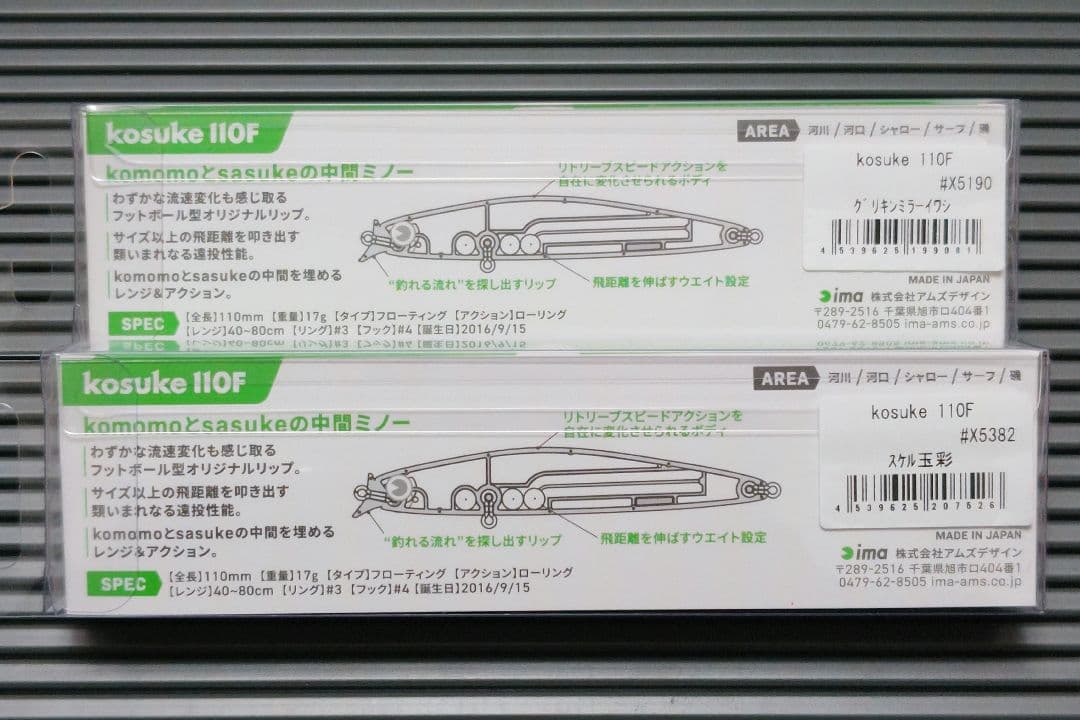 kosuke 110F
AREA 河川/河口/シャロー/サーフ/磯
komomoとsasukeの中間ミノー
わずかな流速変化も感じ取る
フットボール型オリジナルリップ。
サイズ以上の飛距離を叩き出す
類いまれなる遠投性能。
komomoとsasukeの中間を埋める
レンジ&アクション。
リトリーブスピードアクションを
自在に変化させられるボディ
"釣れる流れ"を探し出すリップ
飛距離を伸ばすウエイト設定
kosuke 110F
#X5190
グリキンミラーイワシ
4 539625 199081
MADE IN JAPAN
ima 株式会社アムズデザイン
〒289-2516 千葉県旭市ロ404番1
0479-62-8505 ima-ams.co.jp
SPEC
【全長】110mm 【重量】17g 【タイプ】フローティング 【アクション】ローリング
【レンジ】40~80cm 【リング】#3 【フック】#4 【誕生日】2016/9/15
kosuke 110F
AREA 河川/河口/シャロー/サーフ/磯
komomoとsasukeの中間ミノー
わずかな流速変化も感じ取る
フットボール型オリジナルリップ。
サイズ以上の飛距離を叩き出す
類いまれなる遠投性能。
komomoとsasukeの中間を埋める
レンジ&アクション。
リトリーブスピードアクションを
自在に変化させられるボディ
"釣れる流れ"を探し出すリップ
飛距離を伸ばすウエイト設定
kosuke 110F
#X5382
スケル玉彩
4 539625 207526
MADE IN JAPAN
ima 株式会社アムズデザイン
〒289-2516 千葉県旭市ロ404番1
0479-62-8505 ima-ams.co.jp
SPEC
【全長】110mm 【重量】17g 【タイプ】フローティング 【アクション】ローリング
【レンジ】40~80cm 【リング】#3 【フック】#4 【誕生日】2016/9/15